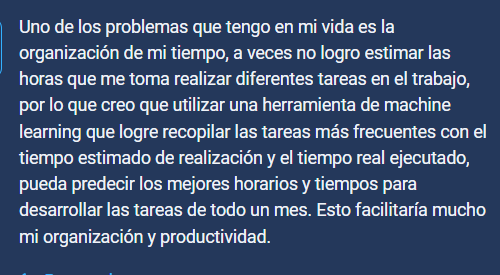 Uno de los problemas que tengo en mi vida es la
organización de mi tiempo, a veces no logro estimar las
horas que me toma realizar diferentes tareas en el trabajo,
por lo que creo que utilizar una herramienta de machine
learning que logre recopilar las tareas más frecuentes con el
tiempo estimado de realización y el tiempo real ejecutado,
pueda predecir los mejores horarios y tiempos para
desarrollar las tareas de todo un mes. Esto facilitaría mucho
mi organización y productividad.